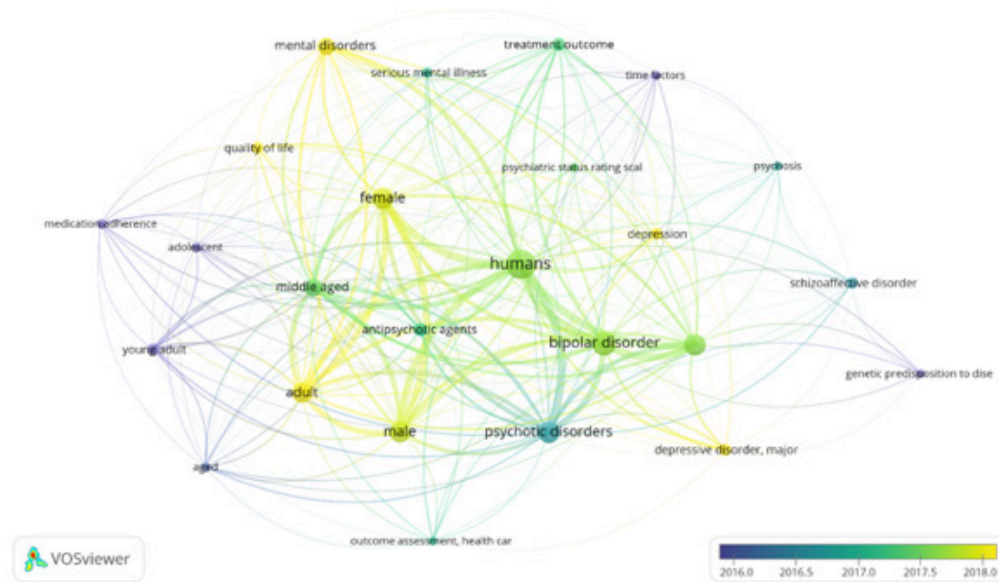 mental disorders
treatment outcome
serious mental illness
time factors
quality of life
psychiatric status rating scal
psychosis
female
medication adherence
depression
adolescent
humans
schizoaffective disorder
middle aged
antipsychotic agents
bipolar disorder
young adult
genetic predisposition to dise
adult
male
psychotic disorders
depressive disorder, major
aged
outcome assessment, health car
VOSviewer
2016.0 2016.5 2017.0 2017.5 2018.0